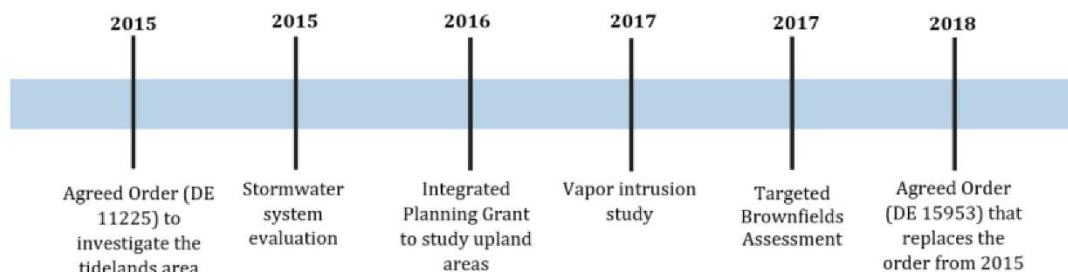 2015
2015
2016
2017
2017
2018
Agreed Order (DE
11225) to
investigate the
tidelands area
Stormwater
system
evaluation
Integrated
Planning Grant
to study upland
areas
Vapor intrusion
study
Targeted
Brownfields
Assessment
Agreed Order
(DE 15953) that
replaces the
order from 2015